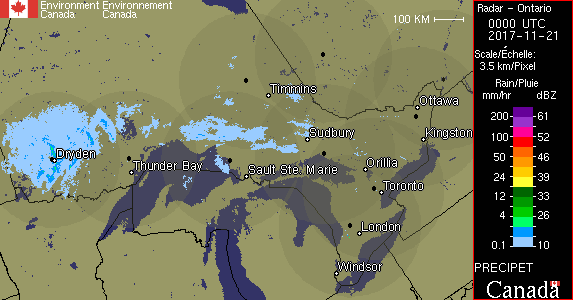 Environment Environnement
Canada Canada
100 KM
Timmins
Ottawa
Sudbury
Kingston
Dryden
Thunder Bay
Sault Ste. Marie
Orillia
Toronto
London
Windsor
Radar - Ontario
0000 UTC
2017-11-21
Scale/Échelle:
3.5 km/Pixel
Rain/Pluie
mm/hr dBZ
200 61
100 52
50 46
24 39
12 33
4 26
0.1 10
PRECIPET
Canada